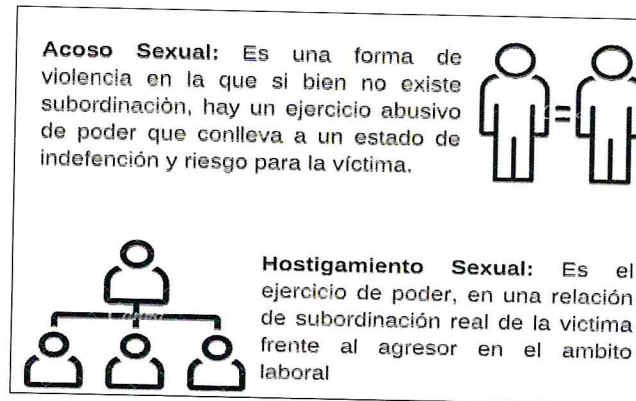 Acoso Sexual: Es una forma de
violencia en la que si bien no existe
subordinación, hay un ejercicio abusivo
de poder que conlleva a un estado de
indefención y riesgo para la víctima.
=
Hostigamiento Sexual: Es el
ejercicio de poder, en una relación
de subordinación real de la victima
frente al agresor en el ambito
laboral